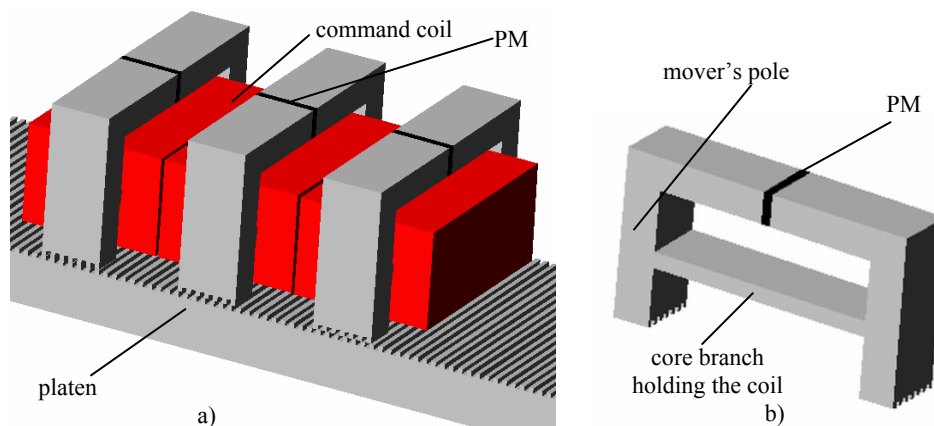 command coil
PM
platen
a)
mover's pole
PM
core branch
holding the coil
b)